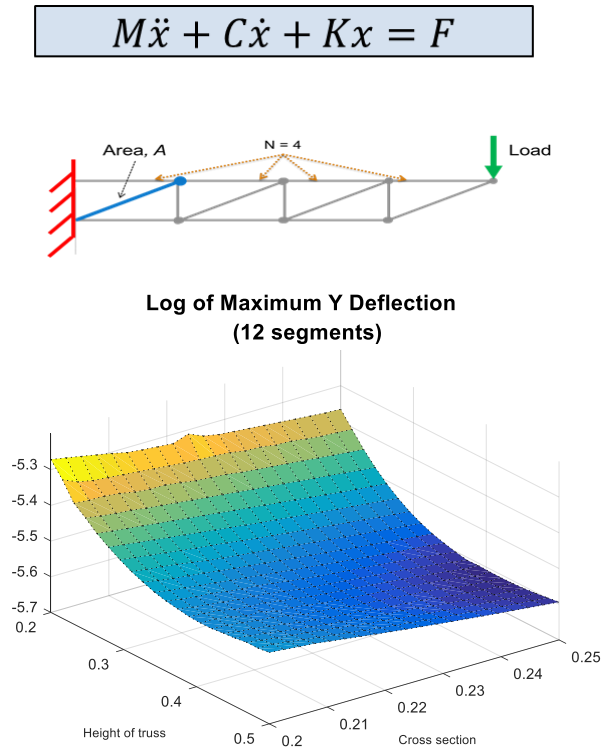 Mẍ + Cẋ + Kx = F
Area, A
N = 4
Load
Log of Maximum Y Deflection
(12 segments)
-5.3
-5.4
-5.5
-5.6
-5.7
0.2
0.3
0.4
0.5
0.2
0.21
0.22
0.23
0.24
0.25
Height of truss
Cross section